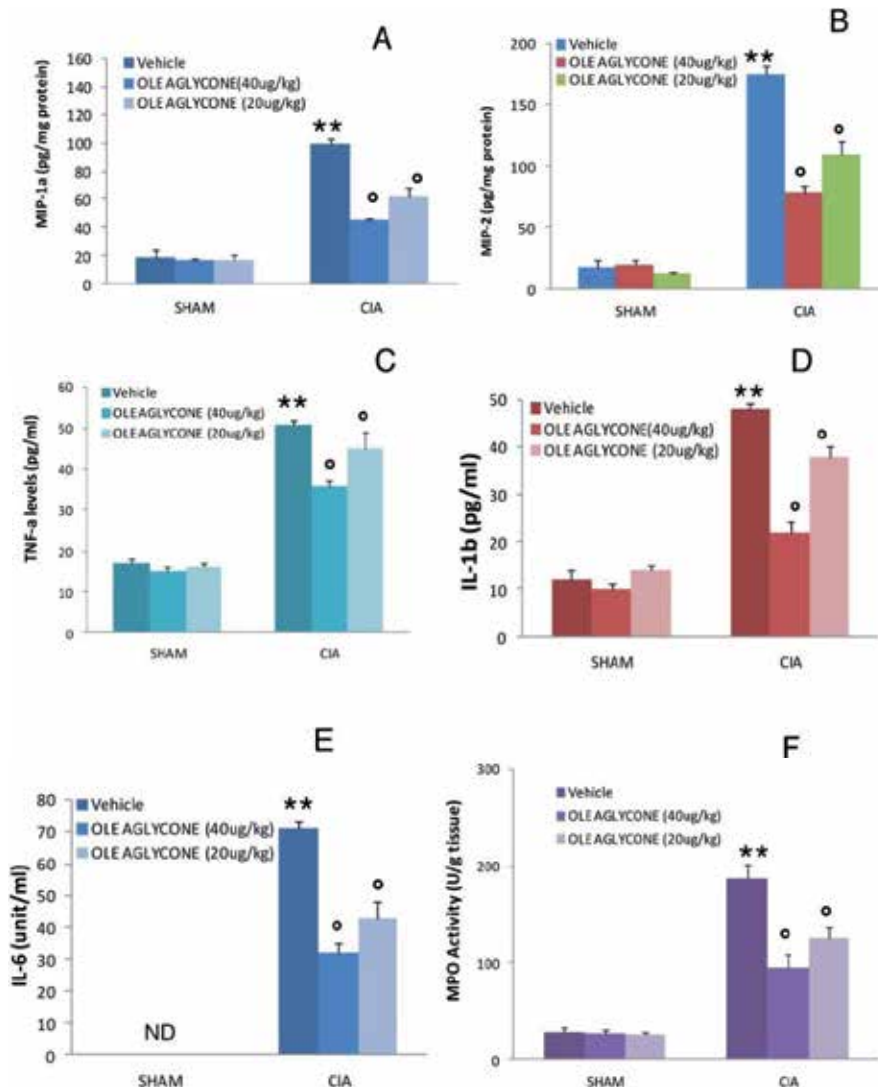 A
MIP-1a (pg/mg protein)
160
140
120
100
80
60
40
20
0
Vehicle
OLE AGLYCONE(40ug/kg)
OLE AGLYCONE (20ug/kg)
**
° °
SHAM CIA
B
MIP-2 (pg/mg protein)
200
150
100
50
0
Vehicle
OLE AGLYCONE (40ug/kg)
OLE AGLYCONE (20ug/kg)
**
° °
SHAM CIA
C
TNF-a levels (pg/ml)
60
50
40
30
20
10
0
Vehicle
OLE AGLYCONE (40ug/kg)
OLE AGLYCONE (20ug/kg)
**
° °
SHAM CIA
D
IL-1b (pg/ml)
50
40
30
20
10
0
Vehicle
OLE AGLYCONE(40ug/kg)
OLE AGLYCONE (20ug/kg)
**
° °
SHAM CIA
E
IL-6 (unit/ml)
80
70
60
50
40
30
20
10
0
Vehicle
OLE AGLYCONE (40ug/kg)
OLE AGLYCONE (20ug/kg)
**
° °
ND
SHAM CIA
F
MPO Activity (U/g tissue)
300
200
100
0
Vehicle
OLE AGLYCONE (40ug/kg)
OLE AGLYCONE (20ug/kg)
**
° °
SHAM CIA